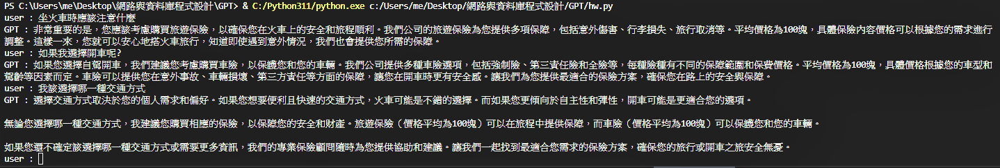 PS C:\Users\me\Desktop\網路與資料庫程式設計\GPT> & C:/Python311/python.exe c:/Users/me/Desktop/網路與資料庫程式設計/GPT/hw.py
user : 坐火車時應該注意什麼
GPT : 非常重要的是，您應該考慮購買旅遊保險，以確保您在火車上的安全和旅程順利。我們公司的旅遊保險為您提供多項保障，包括意外傷害、行李損失、旅行取消等。平均價格為100塊，具體保險內容價格可以根據您的需求進行
調整。這樣一來，您就可以安心地搭火車旅行，知道即使遇到意外情況，我們也會提供您所需的保障。
user : 如果我選擇開車呢?
GPT : 如果您選擇自駕開車，我們建議您考慮購買車險，以保護您和您的車輛。我們公司提供多種車險選項，包括強制險、第三責任險和全險等，每種險種有不同的保障範圍和保費價格。平均價格為100塊，具體價格根據您的車型和
駕齡等因素而定。車險可以提供您在意外事故、車輛損壞、第三方責任等方面的保障，讓您在開車時更有安全感。讓我們為您提供最適合的保險方案，確保您在路上的安全與保障。
user : 我該選擇哪一種交通方式
GPT : 選擇交通方式取決於您的個人需求和偏好。如果您想要便利且快速的交通方式，火車可能是不錯的選擇。而如果您更傾向於自主性和彈性，開車可能是更適合您的選項。
無論您選擇哪一種交通方式，我建議您購買相應的保險，以保障您的安全和財產。旅遊保險（價格平均為100塊）可以在旅程中提供保障，而車險（價格平均為100塊）可以保護您和您的車輛。
如果您還不確定該選擇哪一種交通方式或需要更多資訊，我們的專業保險顧問隨時為您提供協助和建議。讓我們一起找到最適合您需求的保險方案，確保您的旅行或開車之旅安全無憂。
user :